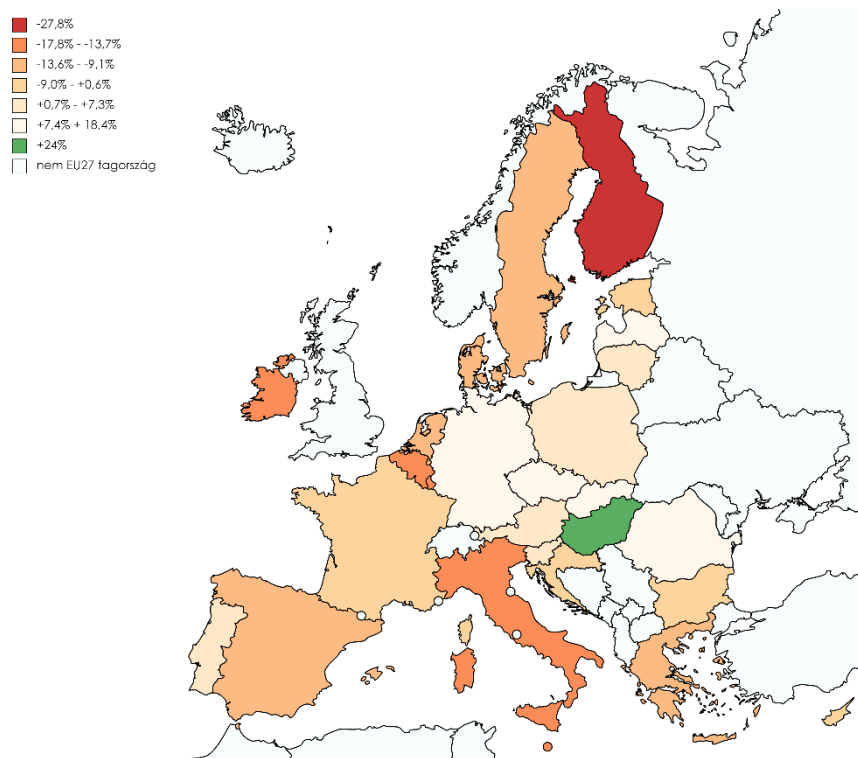 -27,8%
-17,8% - -13,7%
-13,6% - -9,1%
-9,0% - +0,6%
+0,7% - +7,3%
+7,4% + 18,4%
+24%
nem EU27 tagország